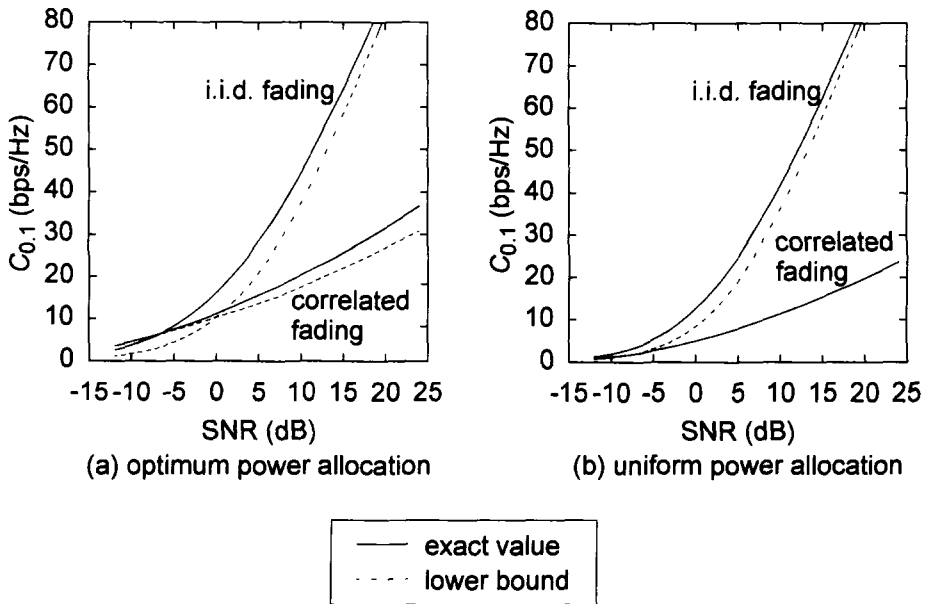 80
70
60
50
40
30
20
10
0
C0.1 (bps/Hz)
i.i.d. fading
correlated
fading
-15 -10 -5 0 5 10 15 20 25
SNR (dB)
(a) optimum power allocation
80
70
60
50
40
30
20
10
0
C0.1 (bps/Hz)
i.i.d. fading
correlated
fading
-15 -10 -5 0 5 10 15 20 25
SNR (dB)
(b) uniform power allocation
exact value
lower bound